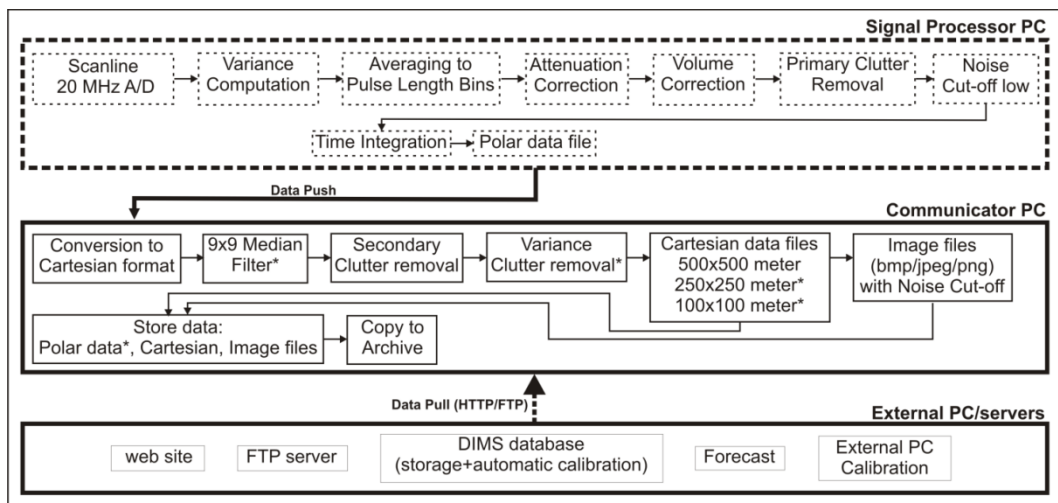 Signal Processor PC
Scanline
20 MHz A/D
Variance
Computation
Averaging to
Pulse Length Bins
Attenuation
Correction
Volume
Correction
Primary Clutter
Removal
Noise
Cut-off low
Time Integration
Polar data file
Data Push
Communicator PC
Conversion to
Cartesian format
9x9 Median
Filter*
Secondary
Clutter removal
Variance
Clutter removal*
Cartesian data files
500x500 meter
250x250 meter*
100x100 meter*
Image files
(bmp/jpeg/png)
with Noise Cut-off
Store data:
Polar data*, Cartesian, Image files
Copy to
Archive
Data Pull (HTTP/FTP)
External PC/servers
web site
FTP server
DIMS database
(storage+automatic calibration)
Forecast
External PC
Calibration